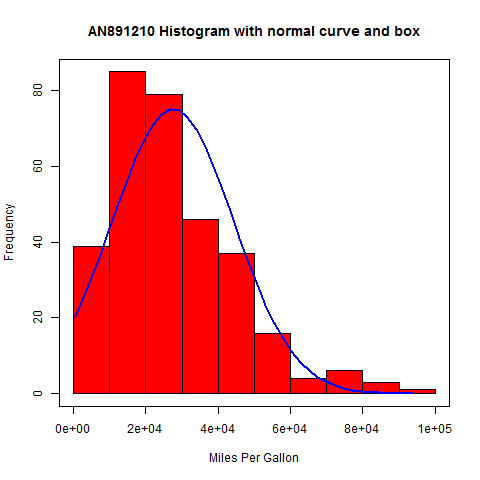 AN891210 Histogram with normal curve and box
Frequency
80
60
40
20
0
0e+00 2e+04 4e+04 6e+04 8e+04 1e+05
Miles Per Gallon